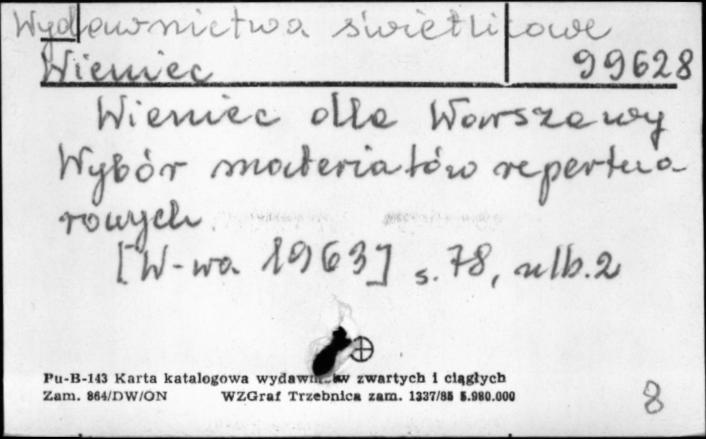 Wydawnictwa świetlicowe
Wieniec 99628
Wieniec dla Warszawy
Wybór materiałów repertua
rowych
[W-wa 1963] s. 78, nlb. 2
Pu-B-143 Karta katalogowa wydawnictw zwartych i ciągłych
Zam. 864/DW/ON WZGraf Trzebnica zam. 1337/85 5.980.000
8